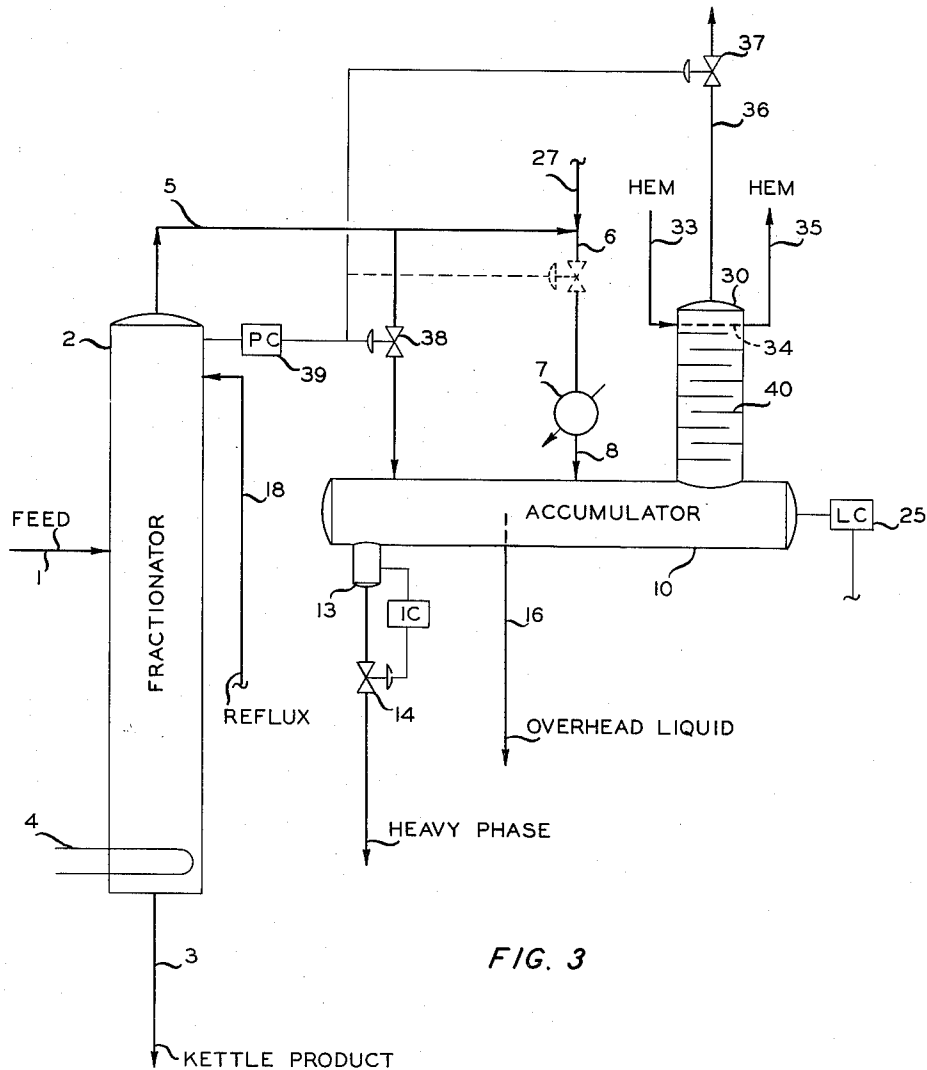 37
36
27
HEM
HEM
5
33
35
6
30
2
PC
38
34
39
7
40
8
18
FEED
1
ACCUMULATOR
LC
25
FRACTIONATOR
13
IC
16
10
REFLUX
14
OVERHEAD LIQUID
4
HEAVY PHASE
3
FIG. 3
KETTLE PRODUCT